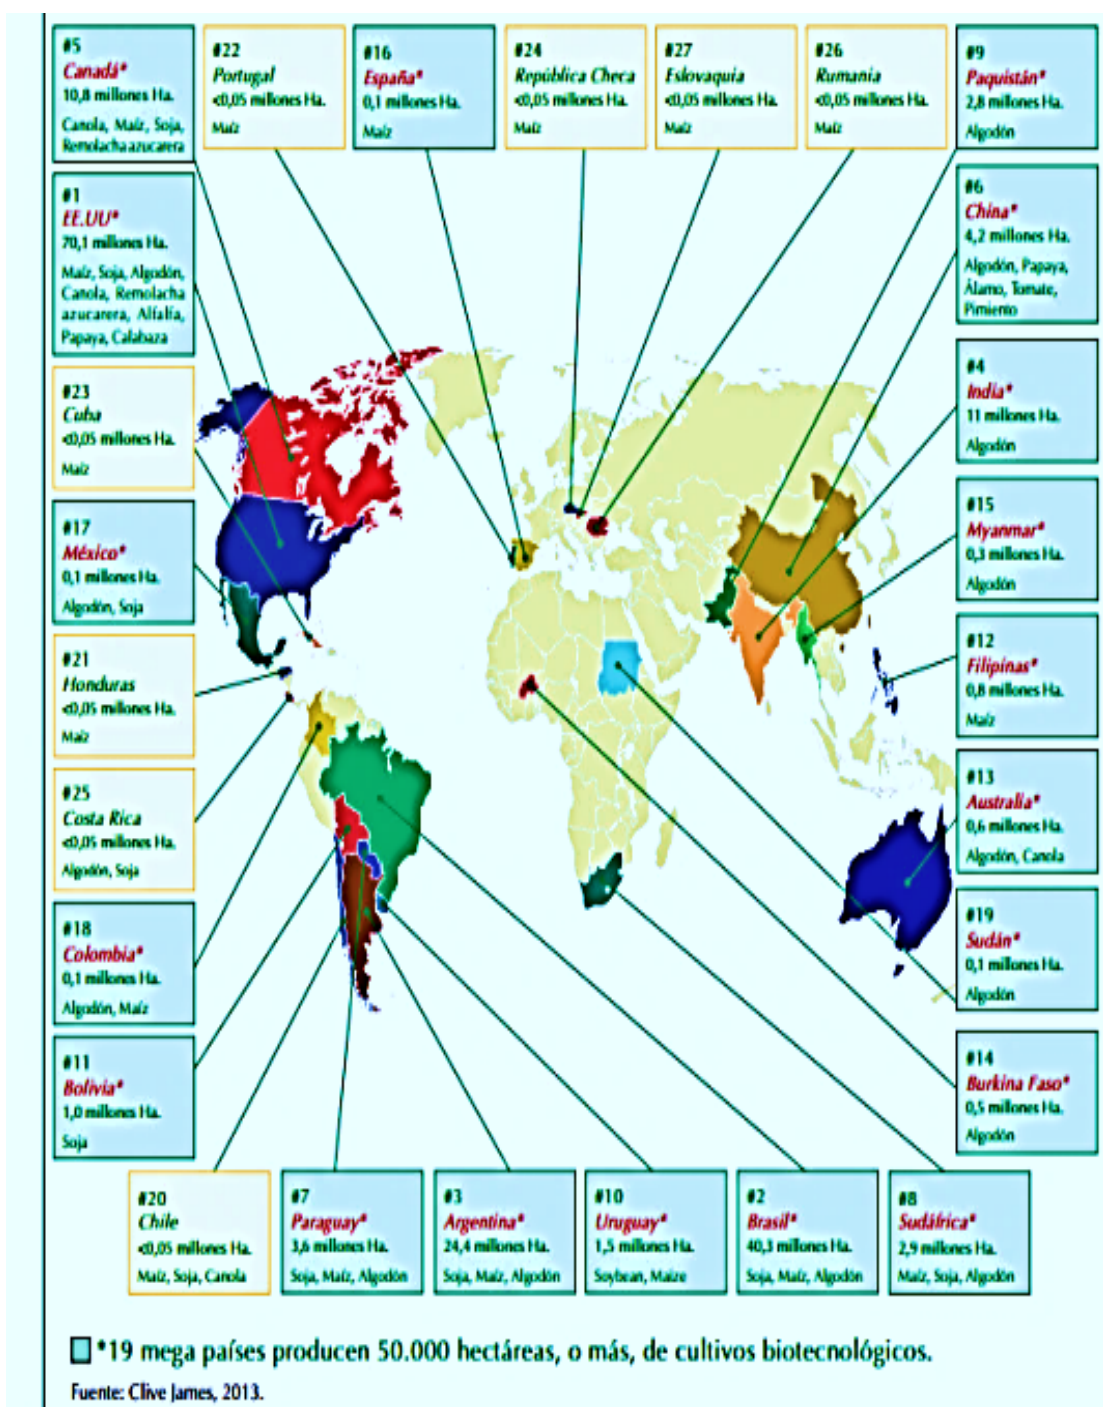 #5
Canadá*
10,8 millones Ha.
Canola, Maíz, Soja,
Remolacha azucarera
#22
Portugal
<0,05 millones Ha.
Maíz
#16
España*
0,1 millones Ha.
Maíz
#24
República Checa
<0,05 millones Ha.
Maíz
#27
Eslovaquia
<0,05 millones Ha.
Maíz
#26
Rumania
<0,05 millones Ha.
Maíz
#9
Paquistán*
2,8 millones Ha.
Algodón
#1
EE.UU*
70,1 millones Ha.
Maíz, Soja, Algodón,
Canola, Remolacha
azucarera, Alfalfa,
Papaya, Calabaza
#6
China*
4,2 millones Ha.
Algodón, Papaya,
Álamo, Tomate,
Pimiento
#23
Cuba
<0,05 millones Ha.
Maíz
#4
India*
11 millones Ha.
Algodón
#17
México*
0,1 millones Ha.
Algodón, Soja
#15
Myanmar*
0,3 millones Ha.
Algodón
#21
Honduras
<0,05 millones Ha.
Maíz
#12
Filipinas*
0,8 millones Ha.
Maíz
#25
Costa Rica
<0,05 millones Ha.
Algodón, Soja
#13
Australia*
0,6 millones Ha.
Algodón, Canola
#18
Colombia*
0,1 millones Ha.
Algodón, Maíz
#19
Sudán*
0,1 millones Ha.
Algodón
#11
Bolivia*
1,0 millones Ha.
Soja
#14
Burkina Faso*
0,5 millones Ha.
Algodón
#20
Chile
<0,05 millones Ha.
Maíz, Soja, Canola
#7
Paraguay*
3,6 millones Ha.
Soja, Maíz, Algodón
#3
Argentina*
24,4 millones Ha.
Soja, Maíz, Algodón
#10
Uruguay*
1,5 millones Ha.
Soybean, Maize
#2
Brasil*
40,3 millones Ha.
Soja, Maíz, Algodón
#8
Sudáfrica*
2,9 millones Ha.
Maíz, Soja, Algodón
*19 mega países producen 50.000 hectáreas, o más, de cultivos biotecnológicos.
Fuente: Clive James, 2013.